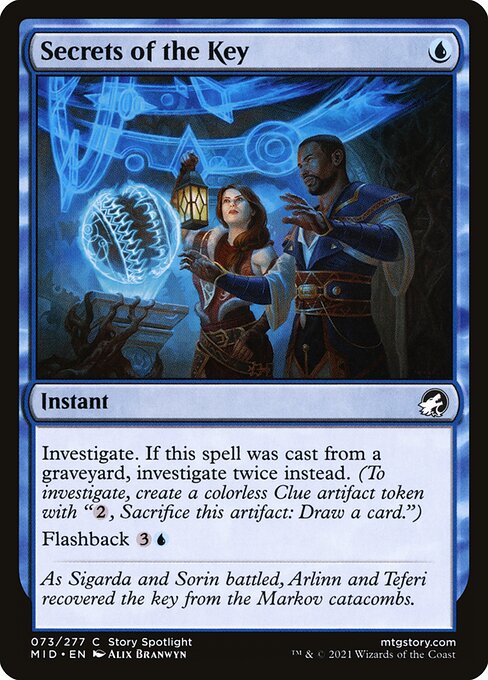 Secrets of the Key
Instant
Investigate. If this spell was cast from a
graveyard, investigate twice instead. (To
investigate, create a colorless Clue artifact token
with “2, Sacrifice this artifact: Draw a card.”)
Flashback 3
As Sigarda and Sorin battled, Arlinn and Teferi
recovered the key from the Markov catacombs.
073/277 C Story Spotlight
mtgstory.com
MID • EN Alix Branwyn
™ & © 2021 Wizards of the Coast